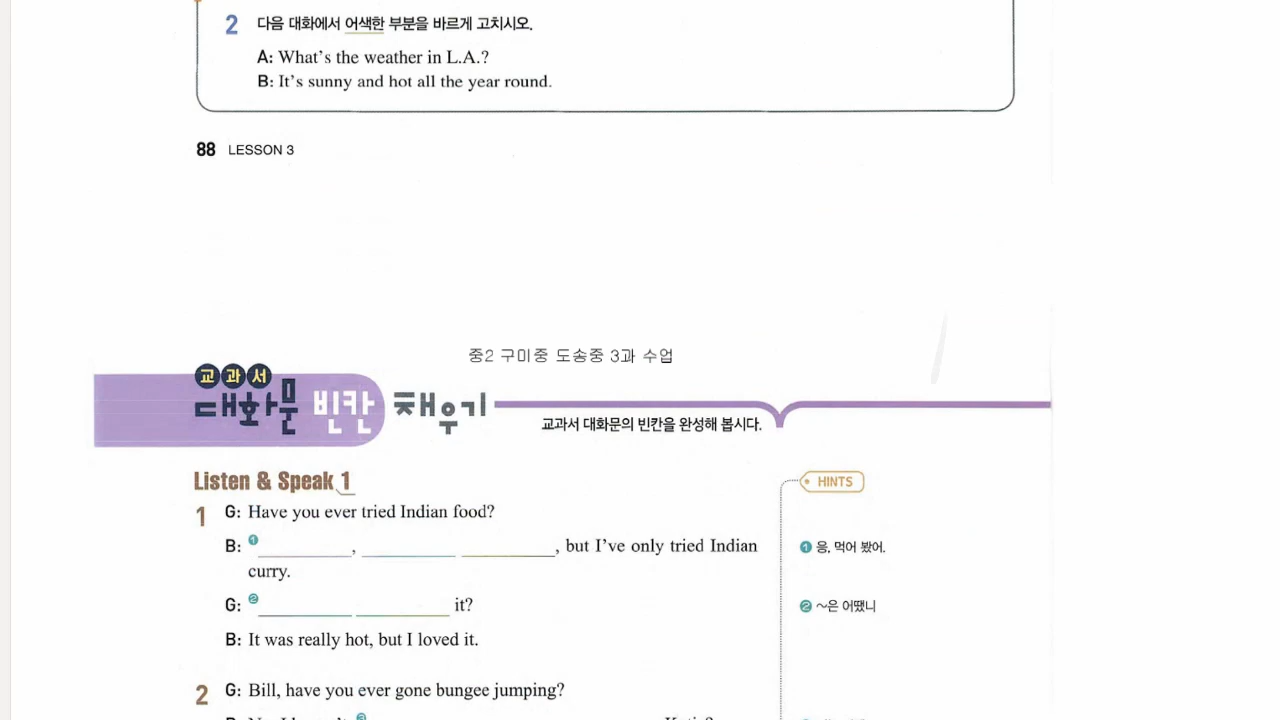 2 다음 대화에서 어색한 부분을 바르게 고치시오.
A: What's the weather in L.A.?
B: It's sunny and hot all the year round.
88 LESSON 3
중2 구미중 도송중 3과 수업
교과서
대화문 빈칸 채우기
교과서 대화문의 빈칸을 완성해 봅시다.
Listen & Speak 1
HINTS
1 G: Have you ever tried Indian food?
B: ❶ , , but I've only tried Indian
❶ 응, 먹어 봤어.
curry.
G: ❷ it?
❷ ~은 어땠니
B: It was really hot, but I loved it.
2 G: Bill, have you ever gone bungee jumping?